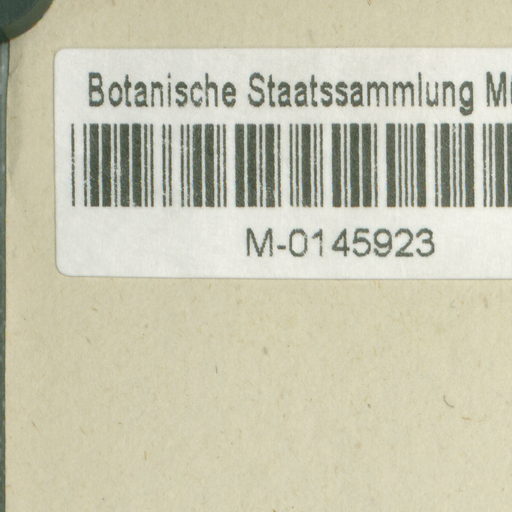 Botanische Staatssammlung
M-0145923